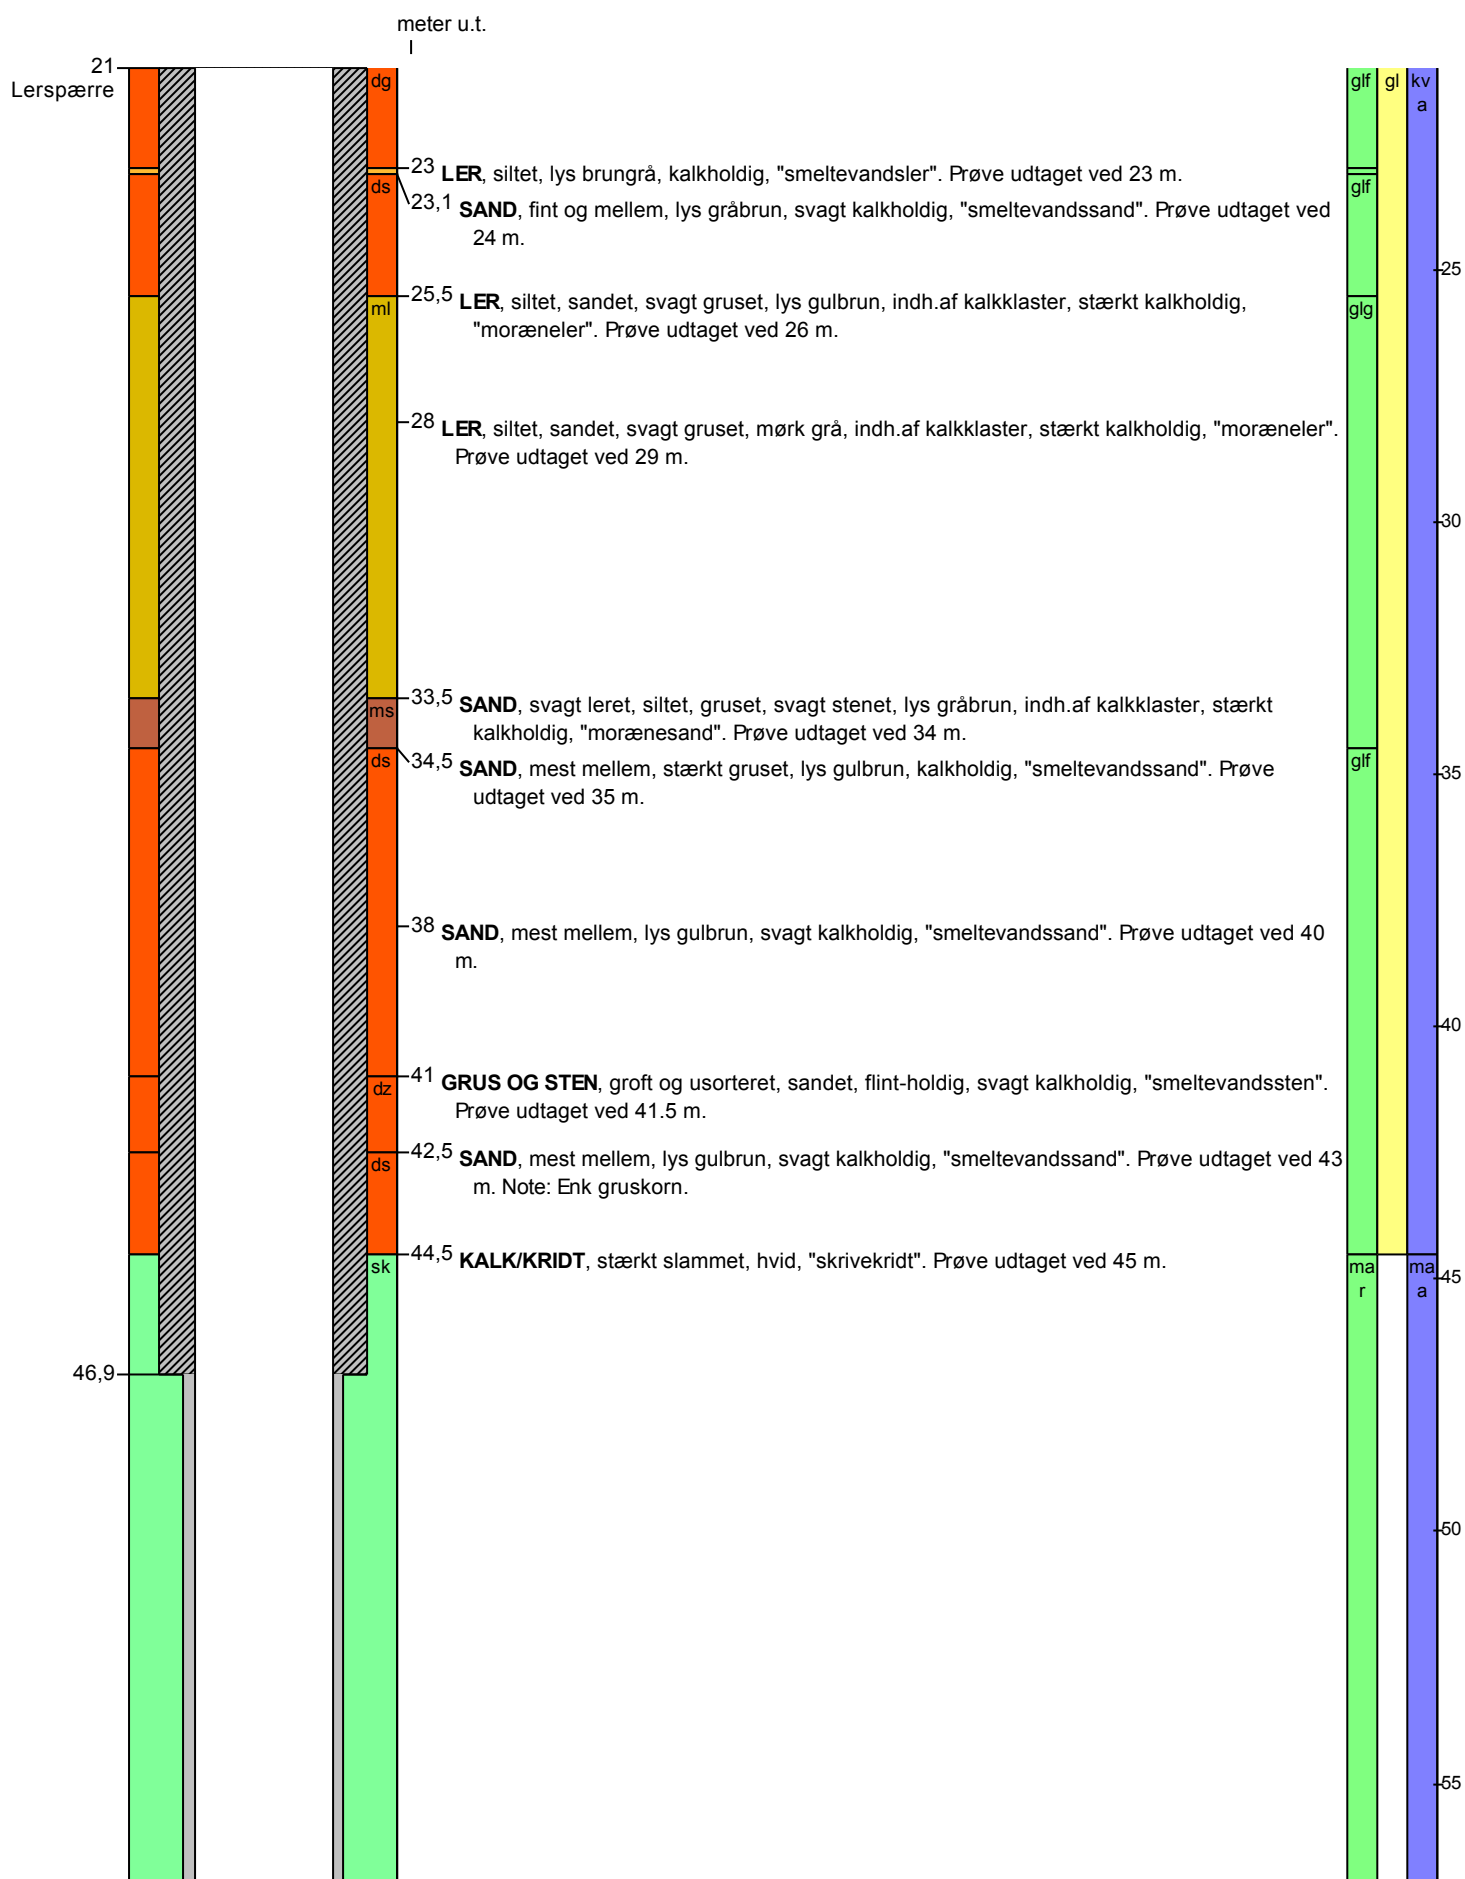 meter u.t.
21
Lerspærre
dg
glf
gl
kv
a
23 LER, siltet, lys brungrå, kalkholdig, "smeltevandsler". Prøve udtaget ved 23 m.
ds
glf
23,1 SAND, fint og mellem, lys gråbrun, svagt kalkholdig, "smeltevandssand". Prøve udtaget ved
24 m.
25
25,5 LER, siltet, sandet, svagt gruset, lys gulbrun, indh.af kalkklaster, stærkt kalkholdig,
ml
glg
"moræneler". Prøve udtaget ved 26 m.
28 LER, siltet, sandet, svagt gruset, mørk grå, indh.af kalkklaster, stærkt kalkholdig, "moræneler".
Prøve udtaget ved 29 m.
30
33,5 SAND, svagt leret, siltet, gruset, svagt stenet, lys gråbrun, indh.af kalkklaster, stærkt
ms
kalkholdig, "morænesand". Prøve udtaget ved 34 m.
34,5 SAND, mest mellem, stærkt gruset, lys gulbrun, kalkholdig, "smeltevandssand". Prøve
ds
glf
35
udtaget ved 35 m.
38 SAND, mest mellem, lys gulbrun, svagt kalkholdig, "smeltevandssand". Prøve udtaget ved 40
m.
40
41 GRUS OG STEN, groft og usorteret, sandet, flint-holdig, svagt kalkholdig, "smeltevandssten".
dz
Prøve udtaget ved 41.5 m.
42,5 SAND, mest mellem, lys gulbrun, svagt kalkholdig, "smeltevandssand". Prøve udtaget ved 43
ds
m. Note: Enk gruskorn.
44,5 KALK/KRIDT, stærkt slammet, hvid, "skrivekridt". Prøve udtaget ved 45 m.
sk
ma
r
ma
a
45
46,9
50
55